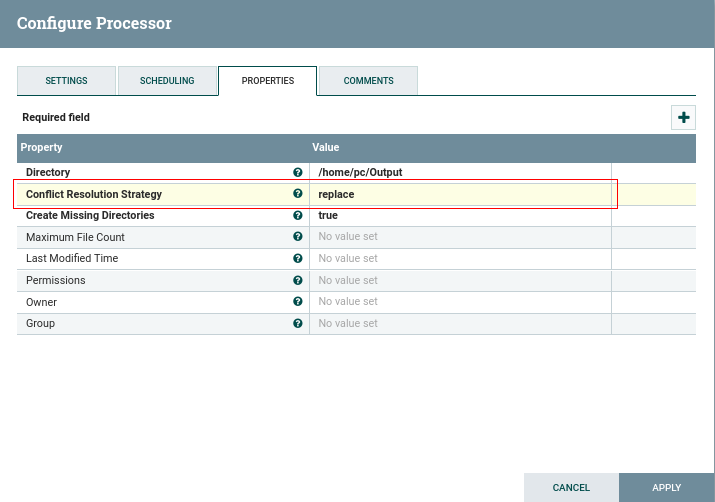 Configure Processor
SETTINGS SCHEDULING PROPERTIES COMMENTS
Required field
Property Value
Directory /home/pc/Output
Conflict Resolution Strategy replace
Create Missing Directories true
Maximum File Count No value set
Last Modified Time No value set
Permissions No value set
Owner No value set
Group No value set
CANCEL APPLY